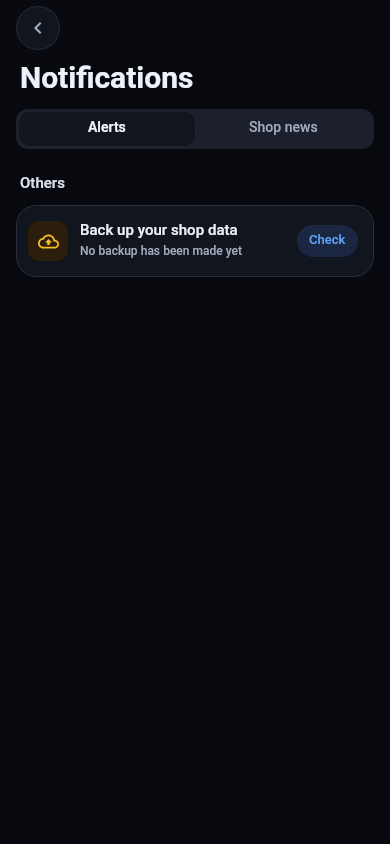 Notifications
Alerts
Shop news
Others
Back up your shop data
No backup has been made yet
Check